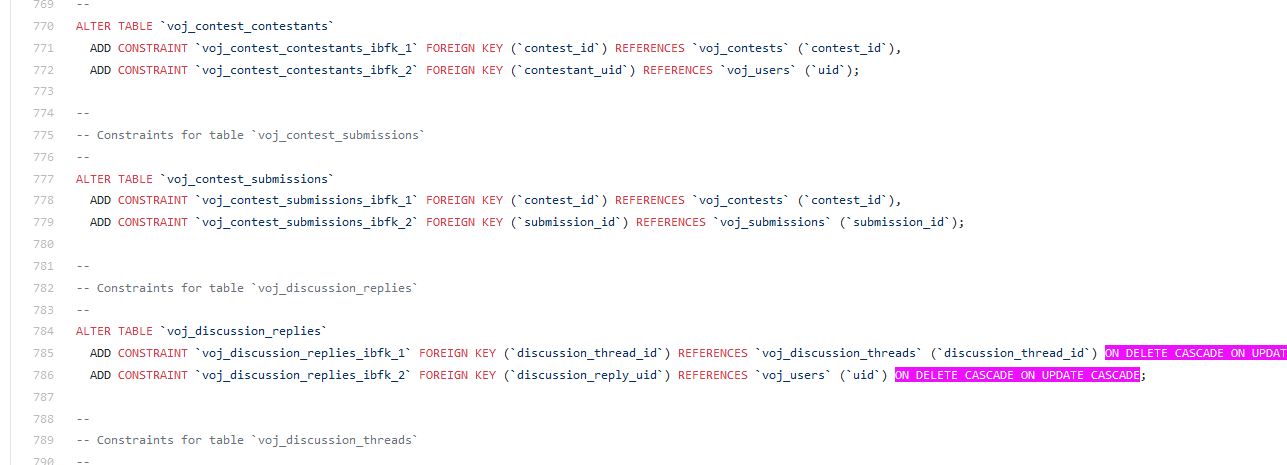 769 --
770 ALTER TABLE `voj_contest_contestants`
771 ADD CONSTRAINT `voj_contest_contestants_ibfk_1` FOREIGN KEY (`contest_id`) REFERENCES `voj_contests` (`contest_id`),
772 ADD CONSTRAINT `voj_contest_contestants_ibfk_2` FOREIGN KEY (`contestant_uid`) REFERENCES `voj_users` (`uid`);
773
774 --
775 -- Constraints for table `voj_contest_submissions`
776 --
777 ALTER TABLE `voj_contest_submissions`
778 ADD CONSTRAINT `voj_contest_submissions_ibfk_1` FOREIGN KEY (`contest_id`) REFERENCES `voj_contests` (`contest_id`),
779 ADD CONSTRAINT `voj_contest_submissions_ibfk_2` FOREIGN KEY (`submission_id`) REFERENCES `voj_submissions` (`submission_id`);
780
781 --
782 -- Constraints for table `voj_discussion_replies`
783 --
784 ALTER TABLE `voj_discussion_replies`
785 ADD CONSTRAINT `voj_discussion_replies_ibfk_1` FOREIGN KEY (`discussion_thread_id`) REFERENCES `voj_discussion_threads` (`discussion_thread_id`) ON DELETE CASCADE ON UPDAT
786 ADD CONSTRAINT `voj_discussion_replies_ibfk_2` FOREIGN KEY (`discussion_reply_uid`) REFERENCES `voj_users` (`uid`) ON DELETE CASCADE ON UPDATE CASCADE;
787
788 --
789 -- Constraints for table `voj_discussion_threads`
790 --